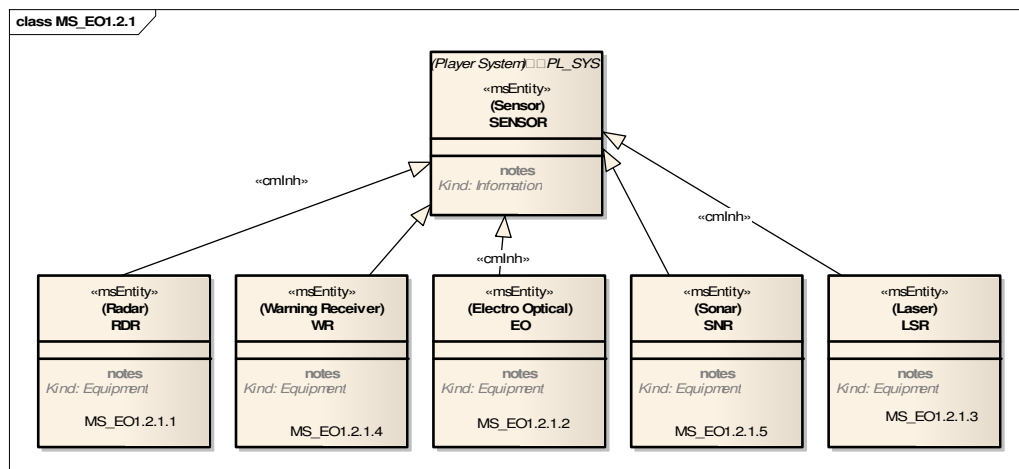 class MS_EO1.2.1
(Player System)□□PL_SYS
«msEntity»
(Sensor)
SENSOR
notes
Kind: Information
«cmInh»
«cmInh»
«cmInh»
«msEntity»
(Radar)
RDR
notes
Kind: Equipment
MS_EO1.2.1.1
«msEntity»
(Warning Receiver)
WR
notes
Kind: Equipment
MS_EO1.2.1.4
«msEntity»
(Electro Optical)
EO
notes
Kind: Equipment
MS_EO1.2.1.2
«msEntity»
(Sonar)
SNR
notes
Kind: Equipment
MS_EO1.2.1.5
«msEntity»
(Laser)
LSR
notes
Kind: Equipment
MS_EO1.2.1.3